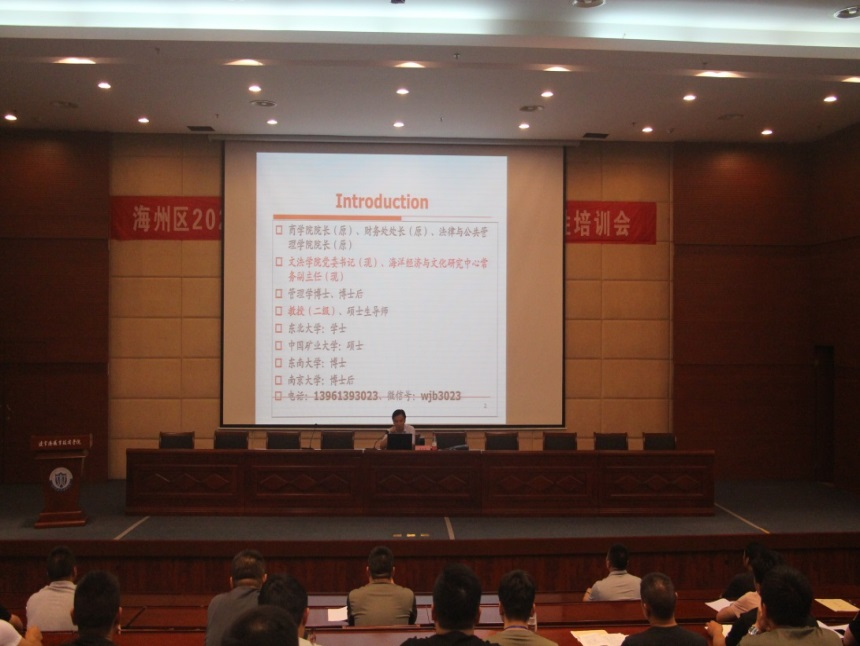 Introduction
海州区202
佳培训会
药学院院长（原）、财务处处长（原）、法律与公共管
理学院院长（原）
文法学院党委书记（现）、海洋经济与文化研究中心常
务副主任（现）
管理学博士、博士后
教授（二级）、硕士生导师
东北大学：学士
中国矿业大学：硕士
东南大学：博士
南京大学：博士后
电话：13961393023、微信号：wjb3023